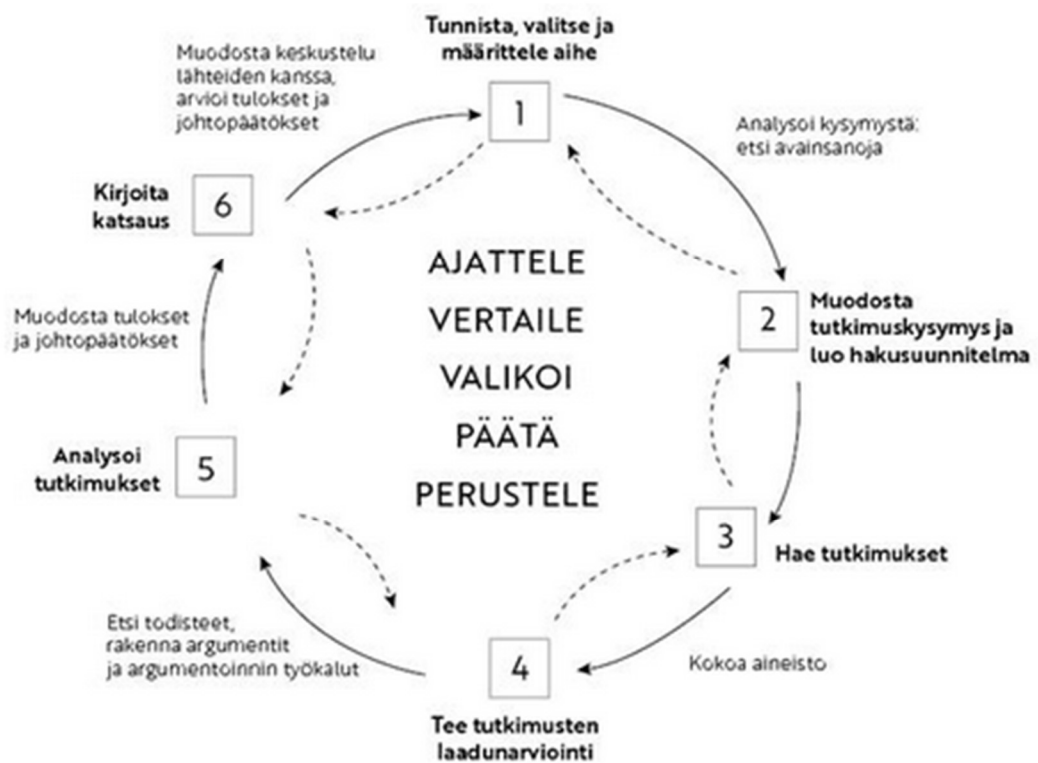 Tunnista, valitse ja
määrittele aihe
1
Analysoi kysymystä:
etsi avainsanoja
2
Muodosta
tutkimuskysymys ja
luo hakusuunnitelma
3
Hae tutkimukset
Kokoa aineisto
4
Tee tutkimusten
laadunarviointi
Etsi todisteet,
rakenna argumentit
ja argumentoinnin työkalut
5
Analysoi
tutkimukset
Muodosta tulokset
ja johtopäätökset
6
Kirjoita
katsaus
Muodosta keskustelu
lähteiden kanssa,
arvioi tulokset ja
johtopäätökset
AJATTELE
VERTAILE
VALIKOI
PÄÄTÄ
PERUSTELE